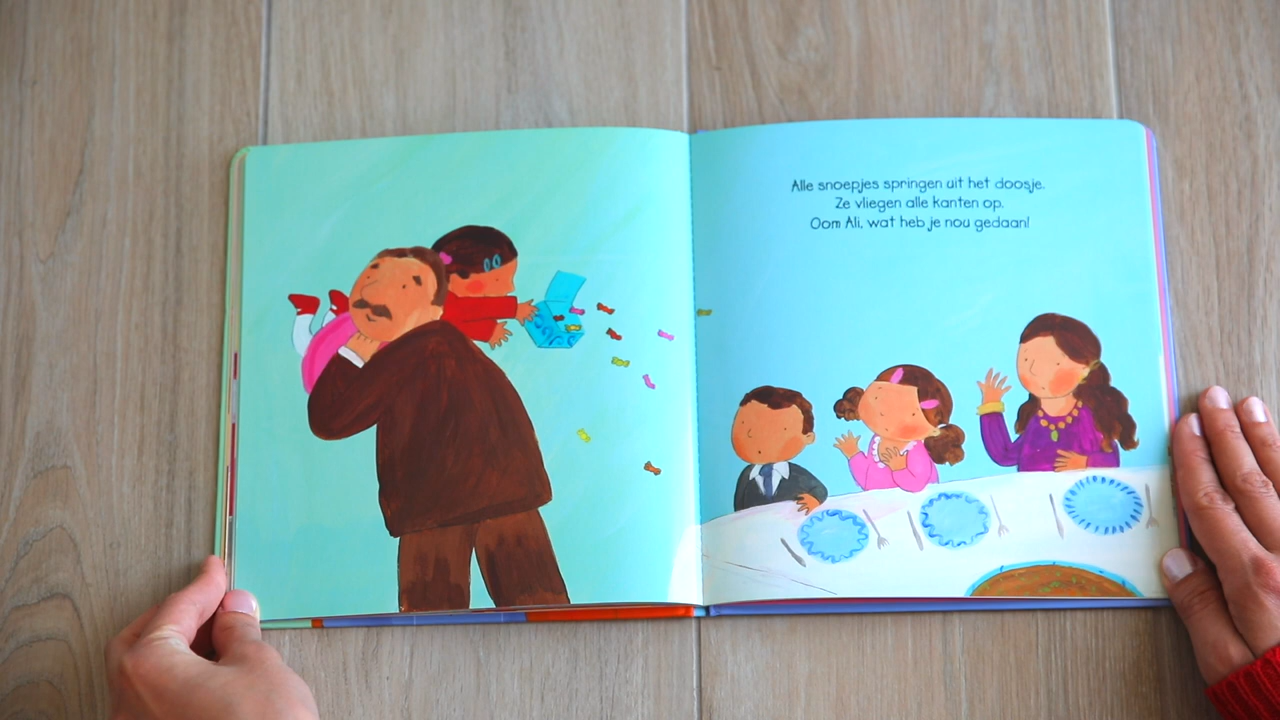 Alle snoepjes springen uit het doosje.
Ze vliegen alle kanten op.
Oom Ali, wat heb je nou gedaan!